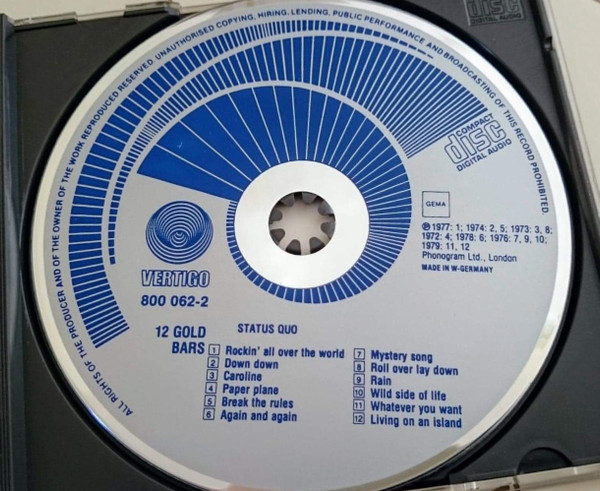 disc
DIGITAL AUDIO
ALL RIGHTS OF THE PRODUCER AND OF THE OWNER OF THE WORK REPRODUCED RESERVED. UNAUTHORISED COPYING, HIRING, LENDING, PUBLIC PERFORMANCE AND BROADCASTING OF THIS RECORD PROHIBITED.
COMPACT
disc
DIGITAL AUDIO
GEMA
℗ 1977: 1; 1974: 2, 5; 1973: 3, 8;
1972: 4; 1978: 6; 1976: 7, 9, 10;
1979: 11, 12
Phonogram Ltd., London
MADE IN W-GERMANY
VERTIGO
800 062-2
12 GOLD
BARS
STATUS QUO
1 Rockin' all over the world
2 Down down
3 Caroline
4 Paper plane
5 Break the rules
6 Again and again
7 Mystery song
8 Roll over lay down
9 Rain
10 Wild side of life
11 Whatever you want
12 Living on an island